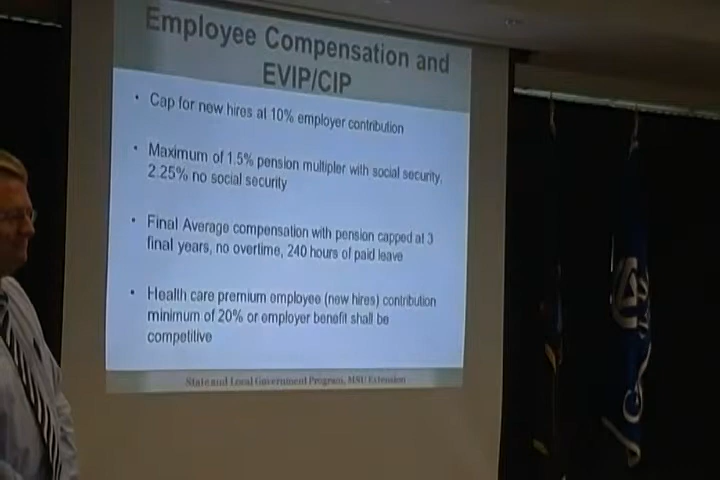 Employee Compensation and
EVIP/CIP
• Cap for new hires at 10% employer contribution
• Maximum of 1.5% pension multipler with social security,
2.25% no social security
• Final Average compensation with pension capped at 3
final years, no overtime, 240 hours of paid leave
• Health care premium employee (new hires) contribution
minimum of 20% or employer benefit shall be
competitive
State and Local Government Program, MSU Extension